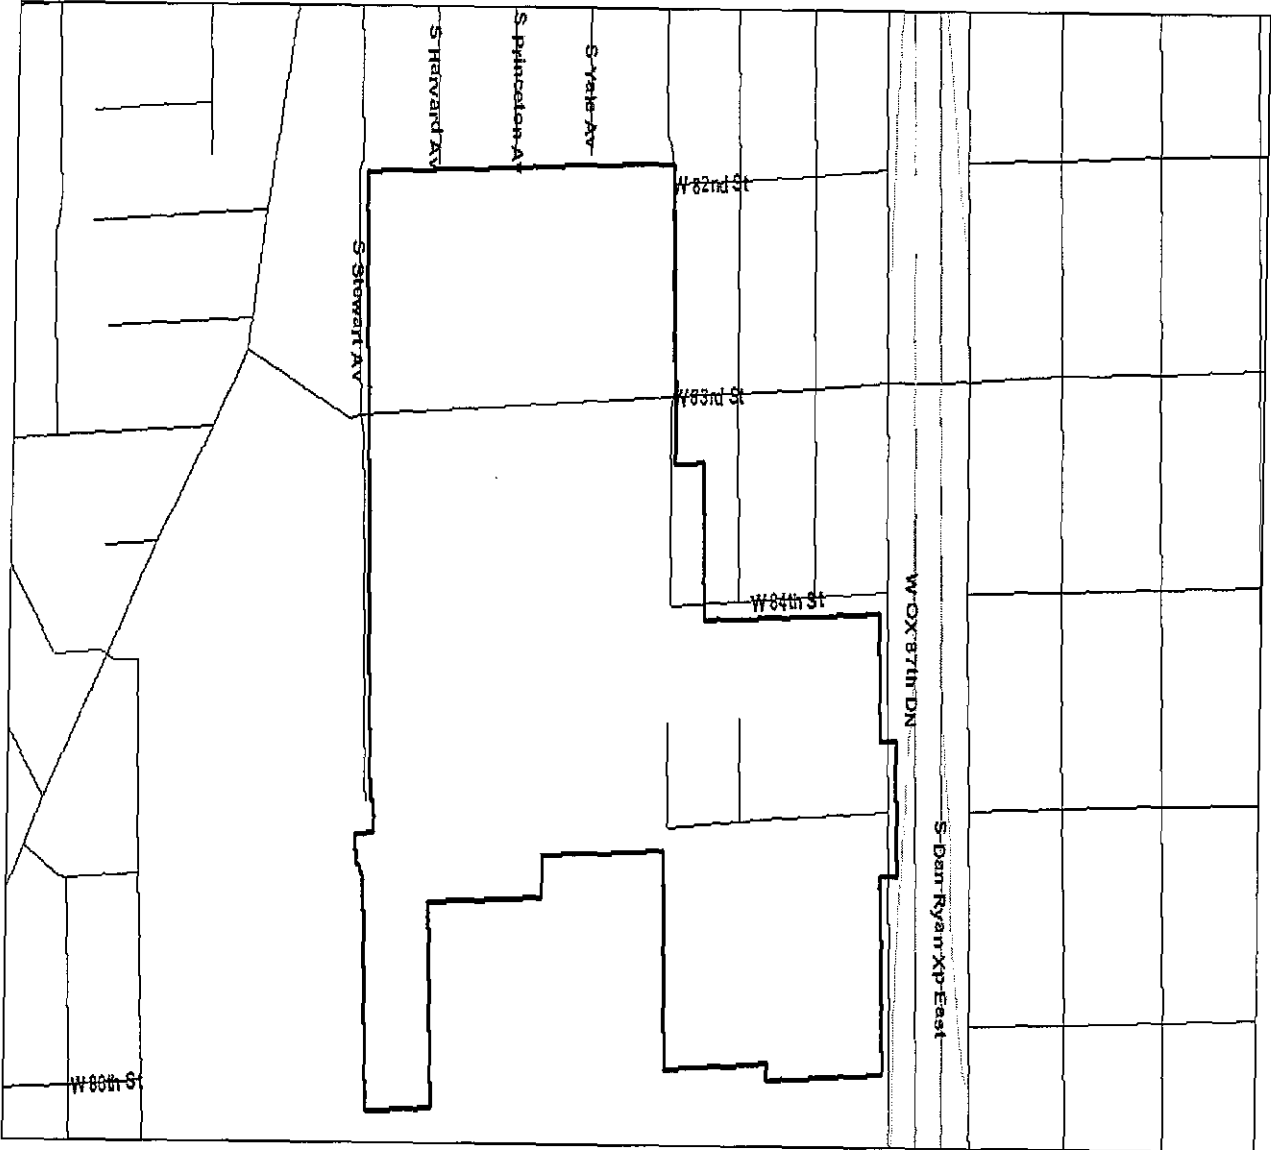 S Harvard Av
S Princeton Av
S Yale Av
W 82nd St
S Stewart Av
W 83rd St
W 84th St
W OX 87th DN
S Dan Ryan XP East
W 86th St